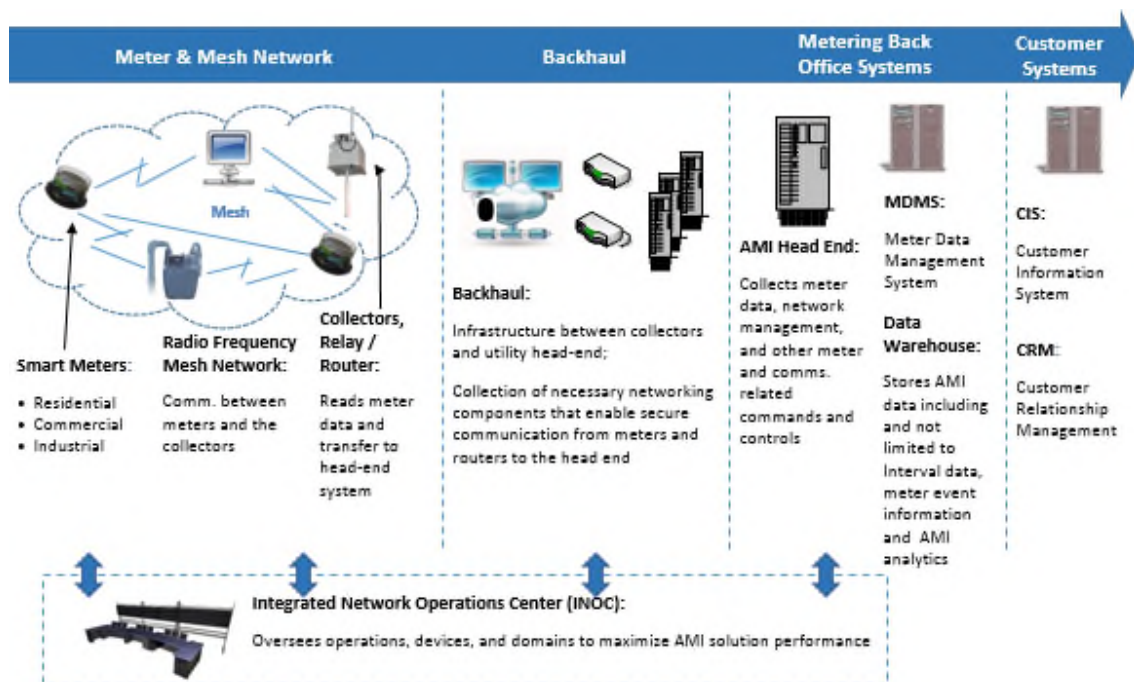 Meter & Mesh Network
Backhaul
Metering Back
Office Systems
Customer
Systems
Mesh
Smart Meters:
• Residential
• Commercial
• Industrial
Radio Frequency
Mesh Network:
Comm. between
meters and the
collectors
Collectors,
Relay /
Router:
Reads meter
data and
transfer to
head-end
system
Backhaul:
Infrastructure between collectors
and utility head-end;
Collection of necessary networking
components that enable secure
communication from meters and
routers to the head end
AMI Head End:
Collects meter
data, network
management,
and other meter
and comms.
related
commands and
controls
MDMS:
Meter Data
Management
System
Data
Warehouse:
Stores AMI
data including
and not
limited to
Interval data,
meter event
information
and AMI
analytics
CIS:
Customer
Information
System
CRM:
Customer
Relationship
Management
Integrated Network Operations Center (INOC):
Oversees operations, devices, and domains to maximize AMI solution performance